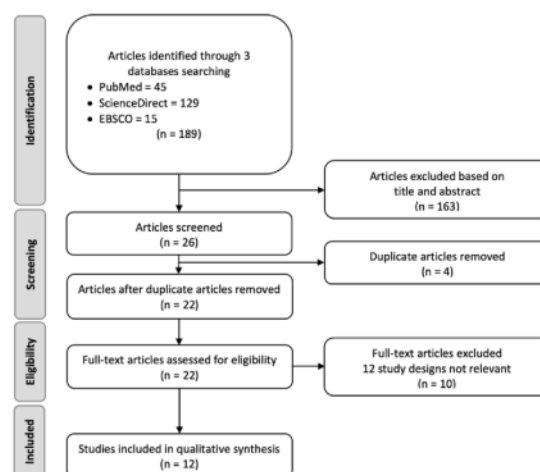 Identification
Articles identified through 3
databases searching
• PubMed = 45
• ScienceDirect = 129
• EBSCO = 15
(n = 189)
Articles excluded based on
title and abstract
(n = 163)
Screening
Articles screened
(n = 26)
Duplicate articles removed
(n = 4)
Articles after duplicate articles removed
(n = 22)
Eligibility
Full-text articles assessed for eligibility
(n = 22)
Full-text articles excluded
12 study designs not relevant
(n = 10)
Included
Studies included in qualitative synthesis
(n = 12)